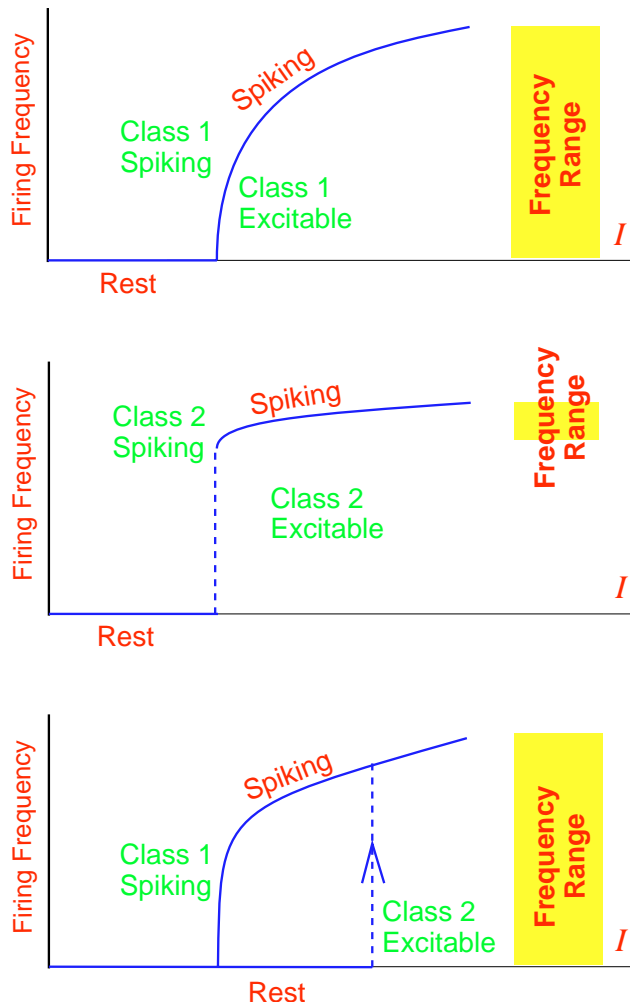 Firing Frequency
Spiking
Class 1
Spiking
Class 1
Excitable
Frequency
Range
I
Rest
Firing Frequency
Spiking
Class 2
Spiking
Class 2
Excitable
Frequency
Range
I
Rest
Firing Frequency
Spiking
Class 1
Spiking
Class 2
Excitable
Frequency
Range
I
Rest